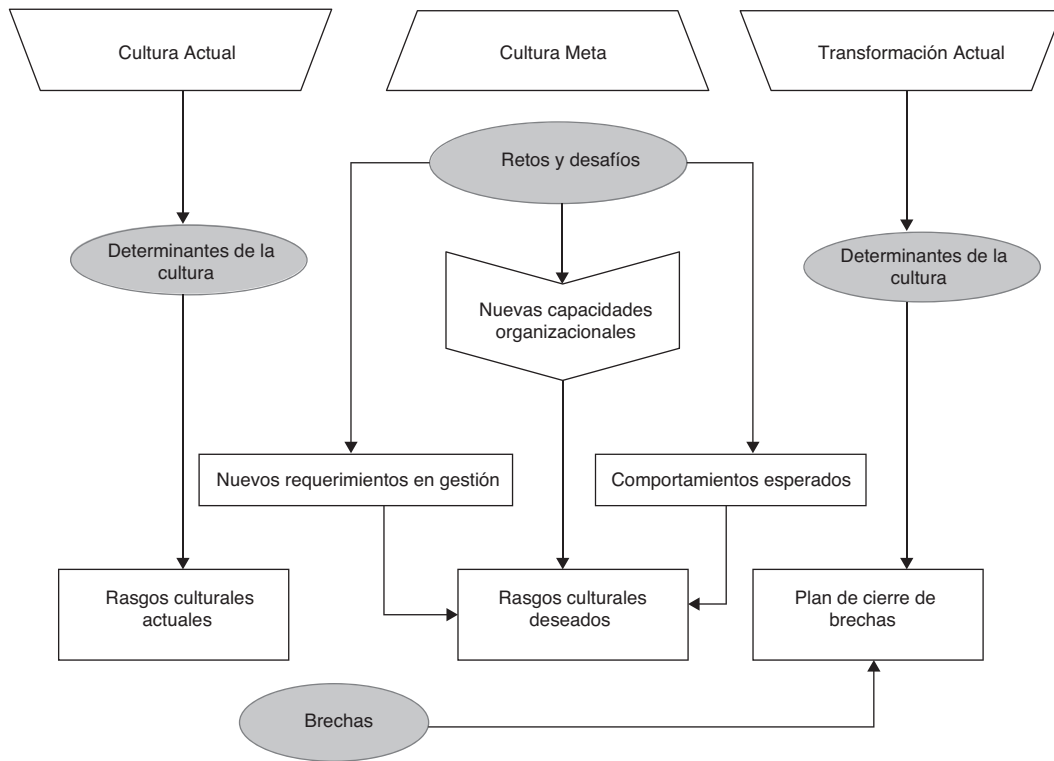 Cultura Actual
Cultura Meta
Transformación Actual
Retos y desafíos
Determinantes de la
cultura
Determinantes de la
cultura
Nuevas capacidades
organizacionales
Nuevos requerimientos en gestión
Comportamientos esperados
Rasgos culturales
actuales
Rasgos culturales
deseados
Plan de cierre de
brechas
Brechas